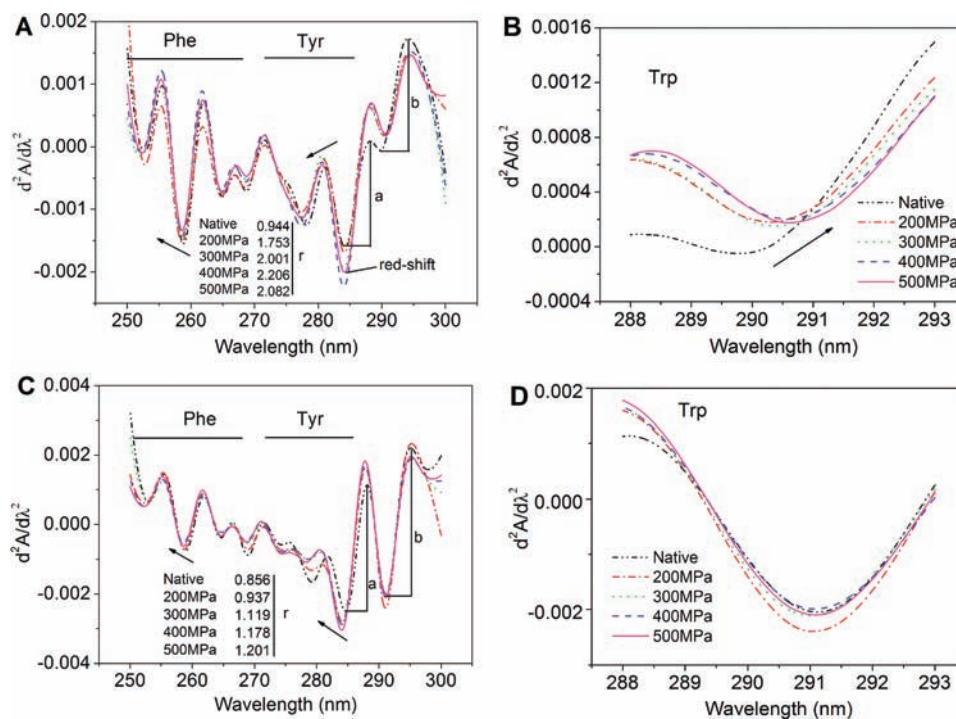 A
Phe
Tyr
b
a
red-shift
Native 0.944
200MPa 1.753
300MPa 2.001
400MPa 2.206
500MPa 2.082
r
0.002
0.001
0.000
-0.001
-0.002
d²A/dλ²
250 260 270 280 290 300
Wavelength (nm)
B
Trp
0.0016
0.0012
0.0008
0.0004
0.0000
-0.0004
d²A/dλ²
Native
200MPa
300MPa
400MPa
500MPa
288 289 290 291 292 293
Wavelength (nm)
C
Phe
Tyr
b
a
Native 0.856
200MPa 0.937
300MPa 1.119
400MPa 1.178
500MPa 1.201
r
0.004
0.002
0.000
-0.002
-0.004
d²A/dλ²
250 260 270 280 290 300
Wavelength (nm)
D
Trp
0.002
0.000
-0.002
d²A/dλ²
Native
200MPa
300MPa
400MPa
500MPa
288 289 290 291 292 293
Wavelength (nm)